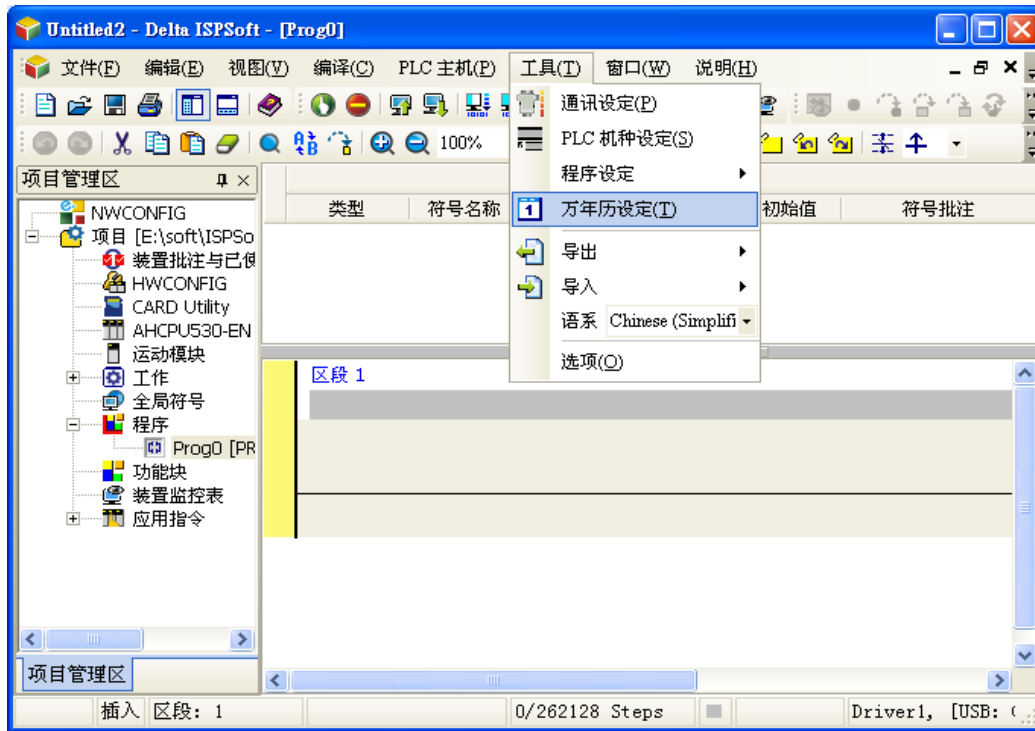 Untitled2 - Delta ISPSoft - [Prog0]
文件(F) 编辑(E) 视图(V) 编译(C) PLC 主机(P) 工具(T) 窗口(W) 说明(H)
通讯设定(P)
PLC 机种设定(S)
程序设定
1 万年历设定(T)
导出
导入
语系 Chinese (Simplifi
选项(O)
100%
项目管理区
类型 符号名称 初始值 符号批注
NWCONFIG
项目 [E:\soft\ISPSo
装置批注与已使
HWCONFIG
CARD Utility
AHCPU530-EN
运动模块
工作
全局符号
程序
Prog0 [PR
功能块
装置监控表
应用指令
区段 1
项目管理区
插入 区段: 1 0/262128 Steps Driver1, [USB: